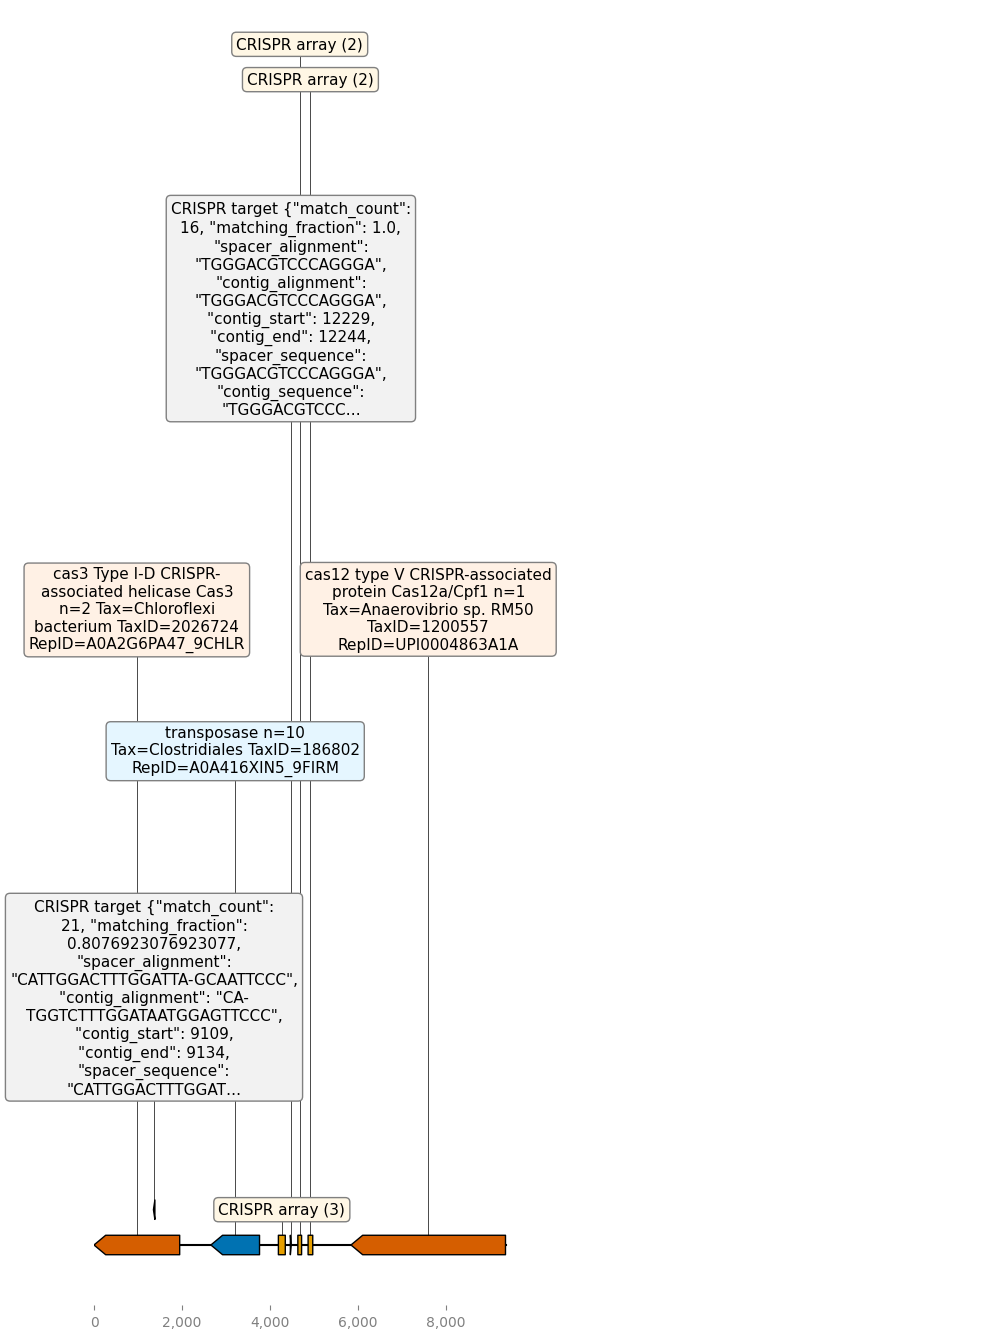 CRISPR array (2)
CRISPR array (2)
CRISPR target {"match_count":
16, "matching_fraction": 1.0,
"spacer_alignment":
"TGGGACGTCCCAGGGA",
"contig_alignment":
"TGGGACGTCCCAGGGA",
"contig_start": 12229,
"contig_end": 12244,
"spacer_sequence":
"TGGGACGTCCCAGGGA",
"contig_sequence":
"TGGGACGTCCC...
cas3 Type I-D CRISPR-
associated helicase Cas3
n=2 Tax=Chloroflexi
bacterium TaxID=2026724
RepID=A0A2G6PA47_9CHLR
cas12 type V CRISPR-associated
protein Cas12a/Cpf1 n=1
Tax=Anaerovibrio sp. RM50
TaxID=1200557
RepID=UPI0004863A1A
transposase n=10
Tax=Clostridiales TaxID=186802
RepID=A0A416XIN5_9FIRM
CRISPR target {"match_count":
21, "matching_fraction":
0.8076923076923077,
"spacer_alignment":
"CATTGGACTTTGGATTA-GCAATTCCC",
"contig_alignment": "CA-
TGGTCTTTGGATAATGGAGTTCCC",
"contig_start": 9109,
"contig_end": 9134,
"spacer_sequence":
"CATTGGACTTTGGAT...
CRISPR array (3)
0 2,000 4,000 6,000 8,000